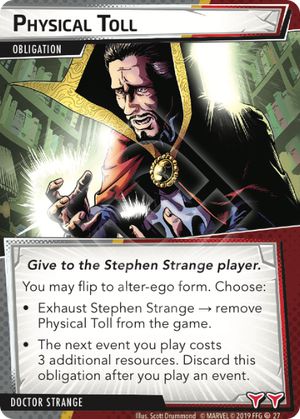 PHYSICAL TOLL
OBLIGATION
Give to the Stephen Strange player.
You may flip to alter-ego form. Choose:
• Exhaust Stephen Strange → remove
Physical Toll from the game.
• The next event you play costs
3 additional resources. Discard this
obligation after you play an event.
DOCTOR STRANGE
Illus. Scott Drummond © MARVEL © 2019 FFG 27